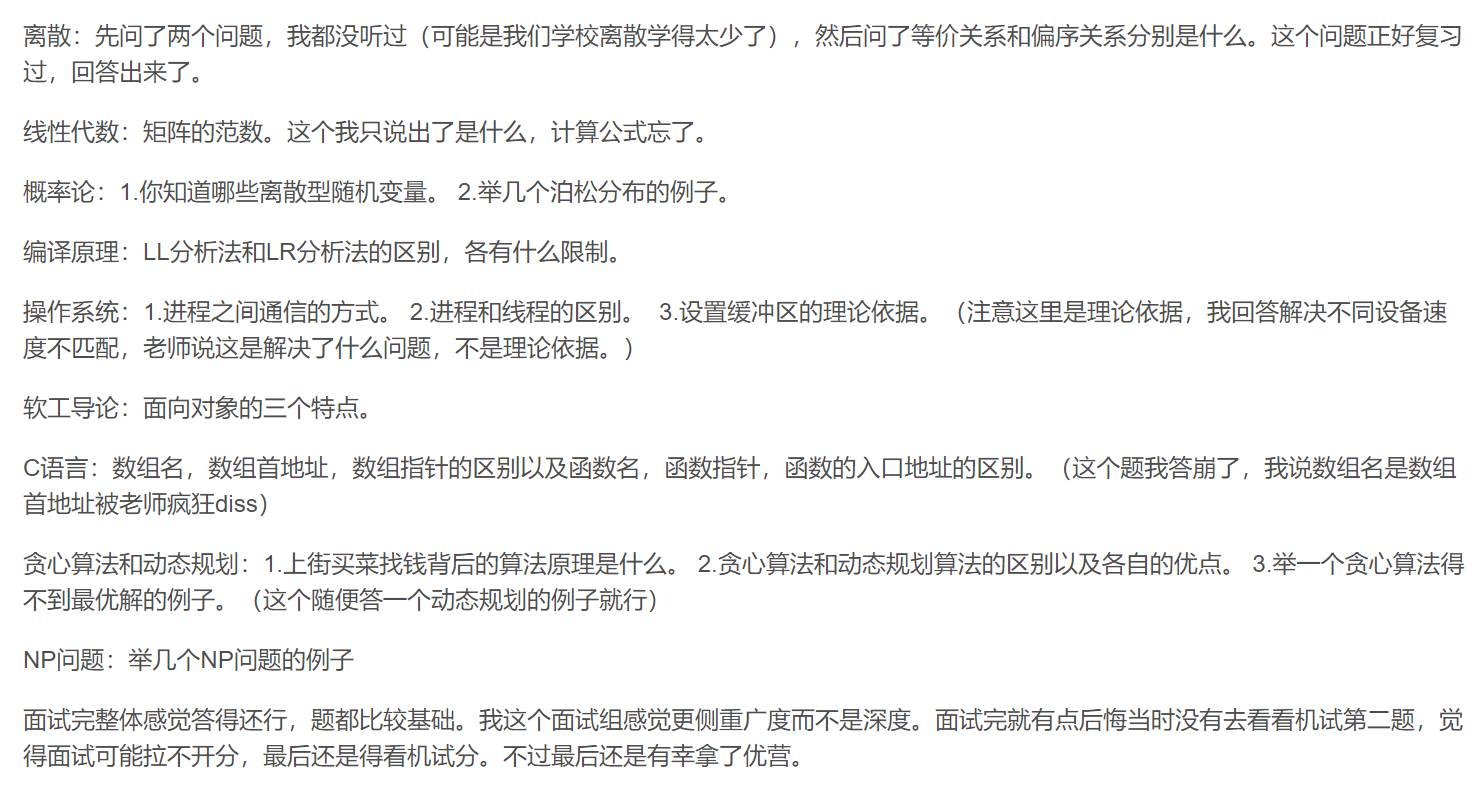 离散：先问了两个问题，我都没听过（可能是我们学校离散学得太少了），然后问了等价关系和偏序关系分别是什么。这个问题正好复习
过，回答出来了。
线性代数：矩阵的范数。这个我只说出了是什么，计算公式忘了。
概率论：1.你知道哪些离散型随机变量。 2.举几个泊松分布的例子。
编译原理：LL分析法和LR分析法的区别，各有什么限制。
操作系统：1.进程之间通信的方式。 2.进程和线程的区别。 3.设置缓冲区的理论依据。（注意这里是理论依据，我回答解决不同设备速
度不匹配，老师说这是解决了什么问题，不是理论依据。）
软工导论：面向对象的三个特点。
C语言：数组名，数组首地址，数组指针的区别以及函数名，函数指针，函数的入口地址的区别。（这个题我答崩了，我说数组名是数组
首地址被老师疯狂diss）
贪心算法和动态规划：1.上街买菜找钱背后的算法原理是什么。 2.贪心算法和动态规划算法的区别以及各自的优点。 3.举一个贪心算法得
不到最优解的例子。（这个随便答一个动态规划的例子就行）
NP问题：举几个NP问题的例子
面试完整体感觉答得还行，题都比较基础。我这个面试组感觉更侧重广度而不是深度。面试完就有点后悔当时没有去看看机试第二题，觉
得面试可能拉不开分，最后还是得看机试分。不过最后还是有幸拿了优营。